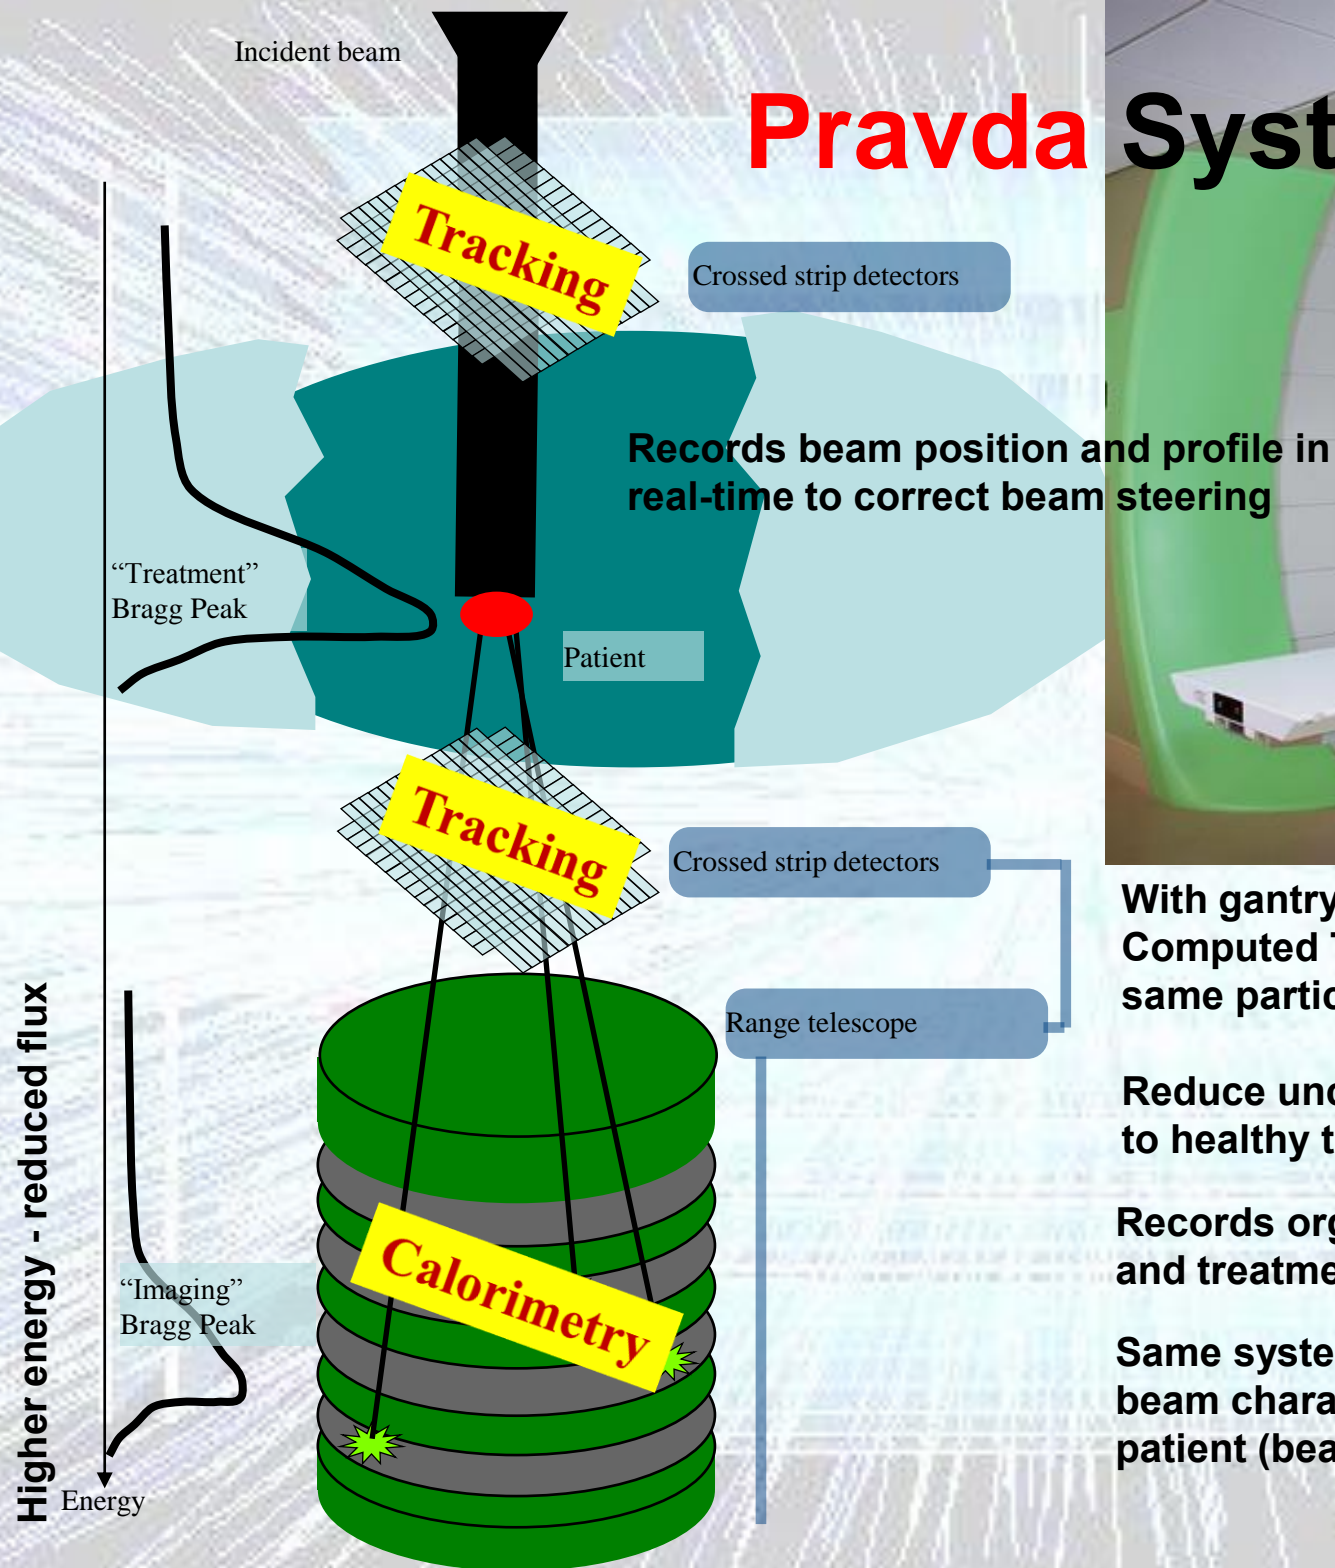 Incident beam
Pravda Syst
Tracking
Crossed strip detectors
Records beam position and profile in
real-time to correct beam steering
“Treatment”
Bragg Peak
Patient
Tracking
Crossed strip detectors
With gantry
Computed
same partic
Range telescope
Reduce und
to healthy t
Records org
and treatme
Calorimetry
“Imaging”
Bragg Peak
Same syste
beam chara
patient (bea
Higher energy - reduced flux
Energy